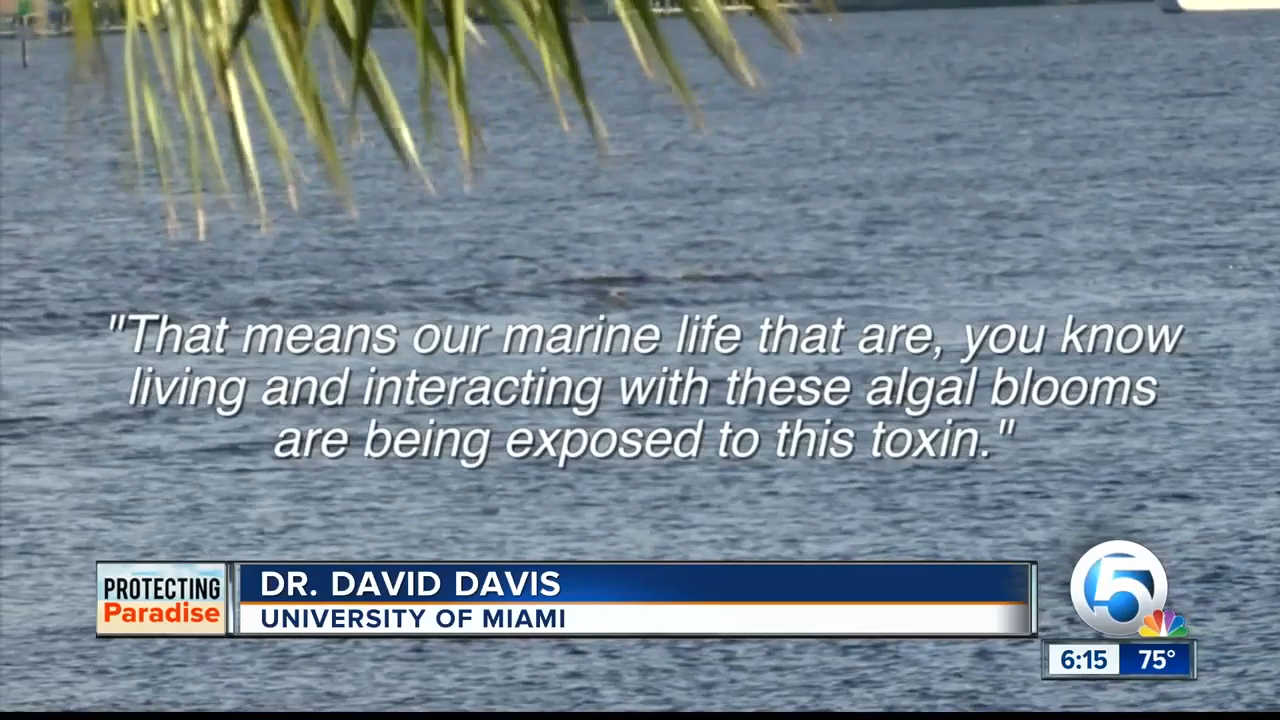 "That means our marine life that are, you know
living and interacting with these algal blooms
are being exposed to this toxin."
PROTECTING
Paradise
DR. DAVID DAVIS
UNIVERSITY OF MIAMI
5
6:15 75°